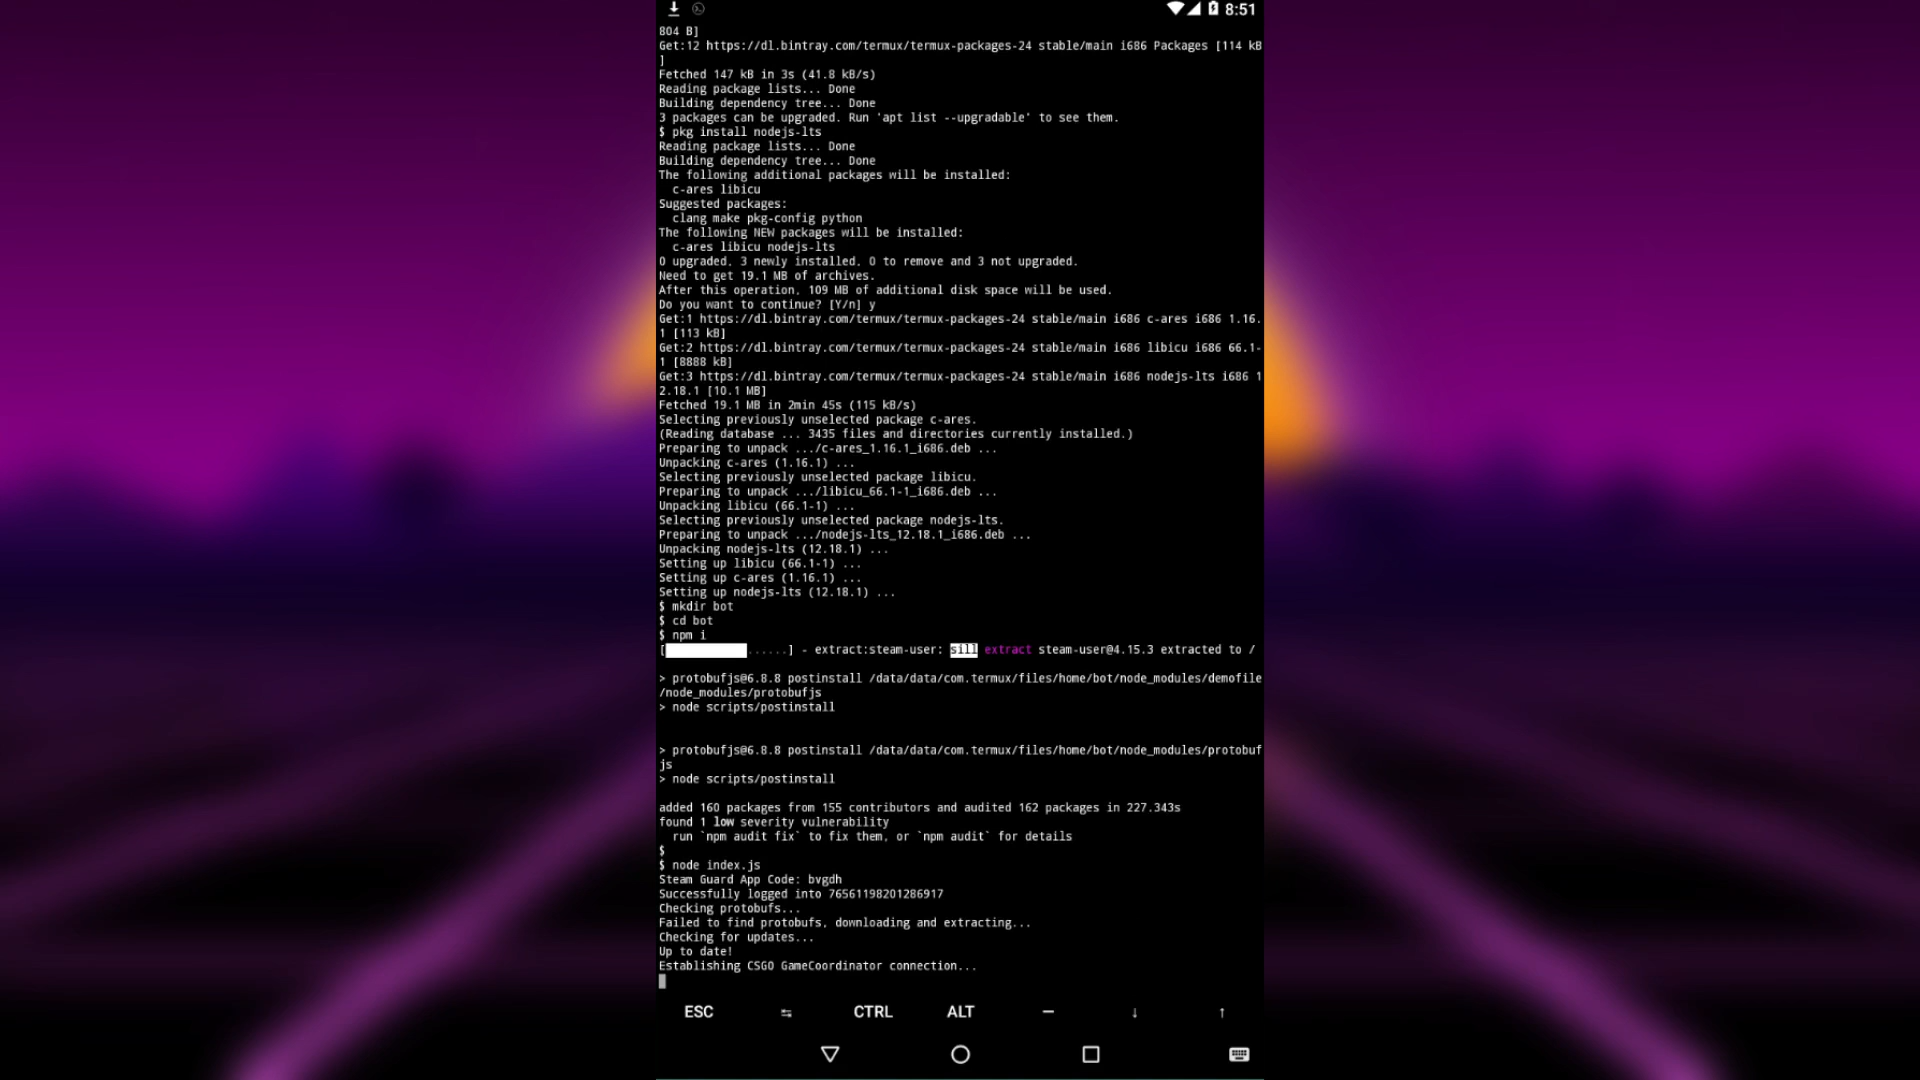 8:51
804 B]
Get:12 https://dl.bintray.com/termux/termux-packages-24 stable/main i686 Packages [114 kB
]
Fetched 147 kB in 3s (41.8 kB/s)
Reading package lists... Done
Building dependency tree... Done
3 packages can be upgraded. Run 'apt list --upgradable' to see them.
$ pkg install nodejs-lts
Reading package lists... Done
Building dependency tree... Done
The following additional packages will be installed:
  c-ares libicu
Suggested packages:
  clang make pkg-config python
The following NEW packages will be installed:
  c-ares libicu nodejs-lts
0 upgraded, 3 newly installed, 0 to remove and 3 not upgraded.
Need to get 19.1 MB of archives.
After this operation, 109 MB of additional disk space will be used.
Do you want to continue? [Y/n] y
Get:1 https://dl.bintray.com/termux/termux-packages-24 stable/main i686 c-ares i686 1.16.
1 [113 kB]
Get:2 https://dl.bintray.com/termux/termux-packages-24 stable/main i686 libicu i686 66.1-
1 [8888 kB]
Get:3 https://dl.bintray.com/termux/termux-packages-24 stable/main i686 nodejs-lts i686 1
2.18.1 [10.1 MB]
Fetched 19.1 MB in 2min 45s (115 kB/s)
Selecting previously unselected package c-ares.
(Reading database ... 3435 files and directories currently installed.)
Preparing to unpack .../c-ares_1.16.1_i686.deb ...
Unpacking c-ares (1.16.1) ...
Selecting previously unselected package libicu.
Preparing to unpack .../libicu_66.1-1_i686.deb ...
Unpacking libicu (66.1-1) ...
Selecting previously unselected package nodejs-lts.
Preparing to unpack .../nodejs-lts_12.18.1_i686.deb ...
Unpacking nodejs-lts (12.18.1) ...
Setting up libicu (66.1-1) ...
Setting up c-ares (1.16.1) ...
Setting up nodejs-lts (12.18.1) ...
$ mkdir bot
$ cd bot
$ npm i
[            ......] - extract:steam-user: sill extract steam-user@4.15.3 extracted to /
> protobufjs@6.8.8 postinstall /data/data/com.termux/files/home/bot/node_modules/demofile
/node_modules/protobufjs
> node scripts/postinstall
> protobufjs@6.8.8 postinstall /data/data/com.termux/files/home/bot/node_modules/protobuf
js
> node scripts/postinstall
added 160 packages from 155 contributors and audited 162 packages in 227.343s
found 1 low severity vulnerability
  run `npm audit fix` to fix them, or `npm audit` for details
$
$ node index.js
Steam Guard App Code: bvgdh
Successfully logged into 76561198201286917
Checking protobufs...
Failed to find protobufs, downloading and extracting...
Checking for updates...
Up to date!
Establishing CSGO GameCoordinator connection...
ESC ⇆ CTRL ALT – ↓ ↑